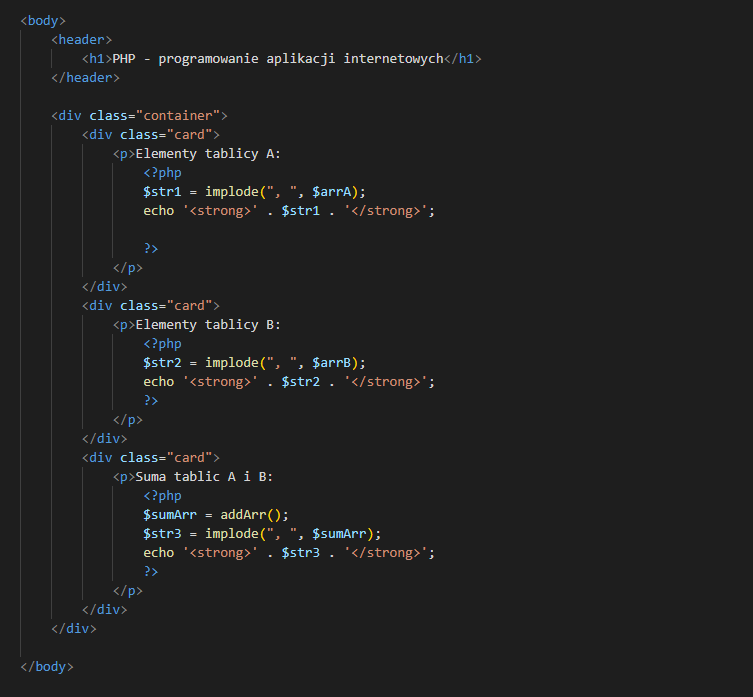 <body>
<header>
<h1>PHP - programowanie aplikacji internetowych</h1>
</header>
<div class="container">
<div class="card">
<p>Elementy tablicy A:
<?php
$str1 = implode(", ", $arrA);
echo '<strong>' . $str1 . '</strong>';
?>
</p>
</div>
<div class="card">
<p>Elementy tablicy B:
<?php
$str2 = implode(", ", $arrB);
echo '<strong>' . $str2 . '</strong>';
?>
</p>
</div>
<div class="card">
<p>Suma tablic A i B:
<?php
$sumArr = addArr();
$str3 = implode(", ", $sumArr);
echo '<strong>' . $str3 . '</strong>';
?>
</p>
</div>
</div>
</body>